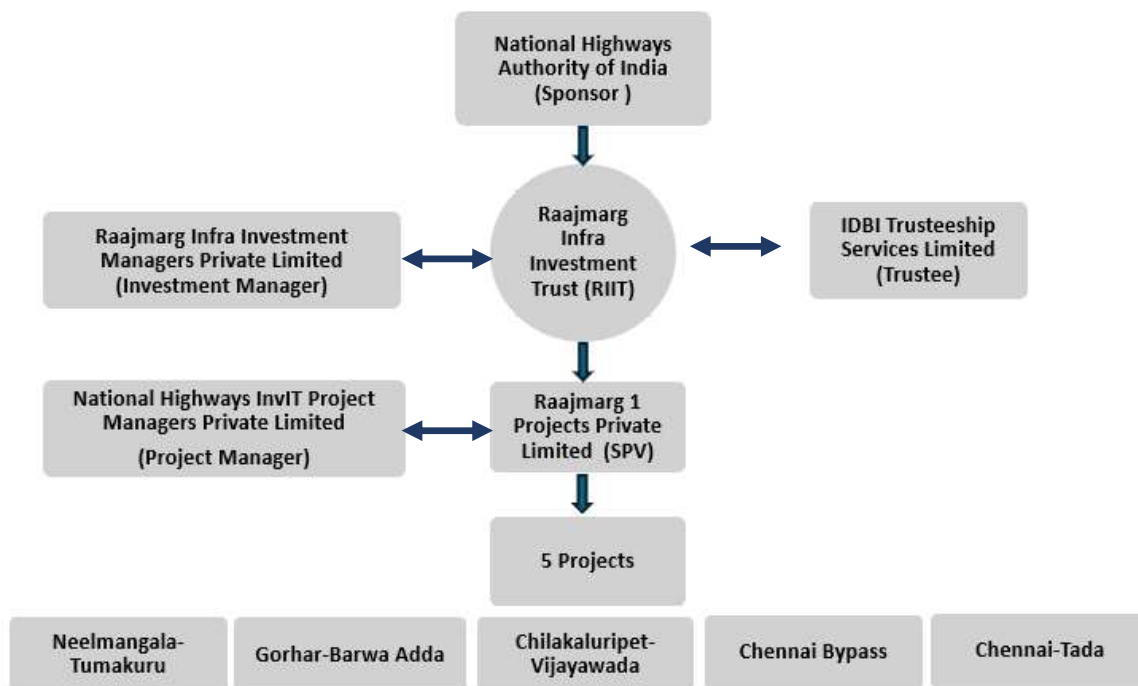 National Highways
Authority of India
(Sponsor )
Raajmarg
Infra
Investment
Trust (RIIT)
Raajmarg Infra Investment
Managers Private Limited
(Investment Manager)
IDBI Trusteeship
Services Limited
(Trustee)
National Highways InvIT Project
Managers Private Limited
(Project Manager)
Raajmarg 1
Projects Private
Limited (SPV)
5 Projects
Neelmangala-
Tumakuru
Gorhar-Barwa Adda
Chilakaluripet-
Vijayawada
Chennai Bypass
Chennai-Tada